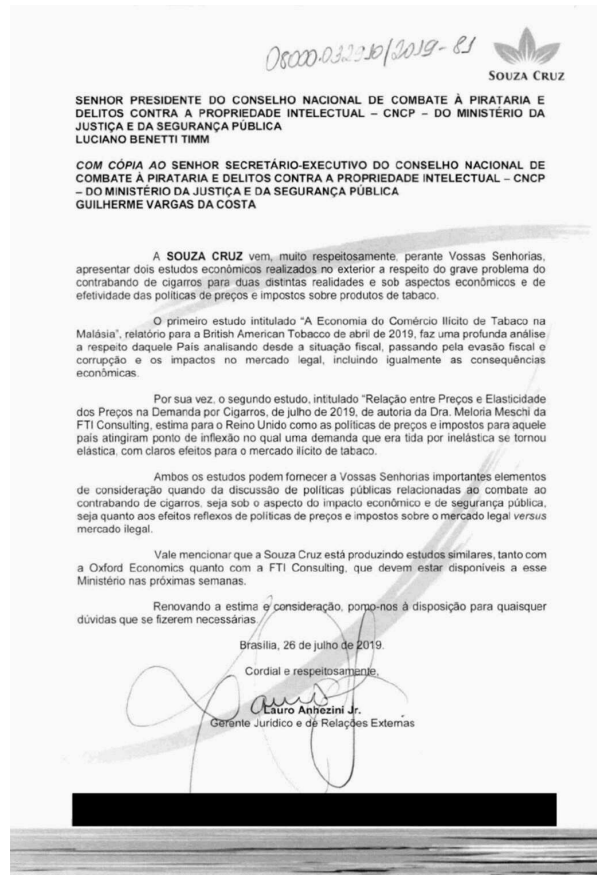 08000.032910/2019-81
SOUZA CRUZ
SENHOR PRESIDENTE DO CONSELHO NACIONAL DE COMBATE À PIRATARIA E
DELITOS CONTRA A PROPRIEDADE INTELECTUAL – CNCP – DO MINISTÉRIO DA
JUSTIÇA E DA SEGURANÇA PÚBLICA
LUCIANO BENETTI TIMM
COM CÓPIA AO SENHOR SECRETÁRIO-EXECUTIVO DO CONSELHO NACIONAL DE
COMBATE À PIRATARIA E DELITOS CONTRA A PROPRIEDADE INTELECTUAL – CNCP
– DO MINISTÉRIO DA JUSTIÇA E DA SEGURANÇA PÚBLICA
GUILHERME VARGAS DA COSTA
A SOUZA CRUZ vem, muito respeitosamente, perante Vossas Senhorias,
apresentar dois estudos econômicos realizados no exterior a respeito do grave problema do
contrabando de cigarros para duas distintas realidades e sob aspectos econômicos e de
efetividade das políticas de preços e impostos sobre produtos de tabaco.
O primeiro estudo intitulado “A Economia do Comércio Ilícito de Tabaco na
Malásia”, relatório para a British American Tobacco de abril de 2019, faz uma profunda análise
a respeito daquele País analisando desde a situação fiscal, passando pela evasão fiscal e
corrupção e os impactos no mercado legal, incluindo igualmente as consequências
econômicas.
Por sua vez, o segundo estudo, intitulado “Relação entre Preços e Elasticidade
dos Preços na Demanda por Cigarros, de julho de 2019, de autoria da Dra. Meloria Meschi da
FTI Consulting, estima para o Reino Unido como as políticas de preços e impostos para aquele
país atingiram ponto de inflexão no qual uma demanda que era tida por inelástica se tornou
elástica, com claros efeitos para o mercado ilícito de tabaco.
Ambos os estudos podem fornecer a Vossas Senhorias importantes elementos
de consideração quando da discussão de políticas públicas relacionadas ao combate ao
contrabando de cigarros, seja sob o aspecto do impacto econômico e de segurança pública,
seja quanto aos efeitos reflexos de políticas de preços e impostos sobre o mercado legal versus
mercado ilegal.
Vale mencionar que a Souza Cruz está produzindo estudos similares, tanto com
a Oxford Economics quanto com a FTI Consulting, que devem estar disponíveis a esse
Ministério nas próximas semanas.
Renovando a estima e consideração, pomo-nos à disposição para quaisquer
dúvidas que se fizerem necessárias.
Brasília, 26 de julho de 2019.
Cordial e respeitosamente,
Lauro Anhezini Jr.
Gerente Jurídico e de Relações Externas